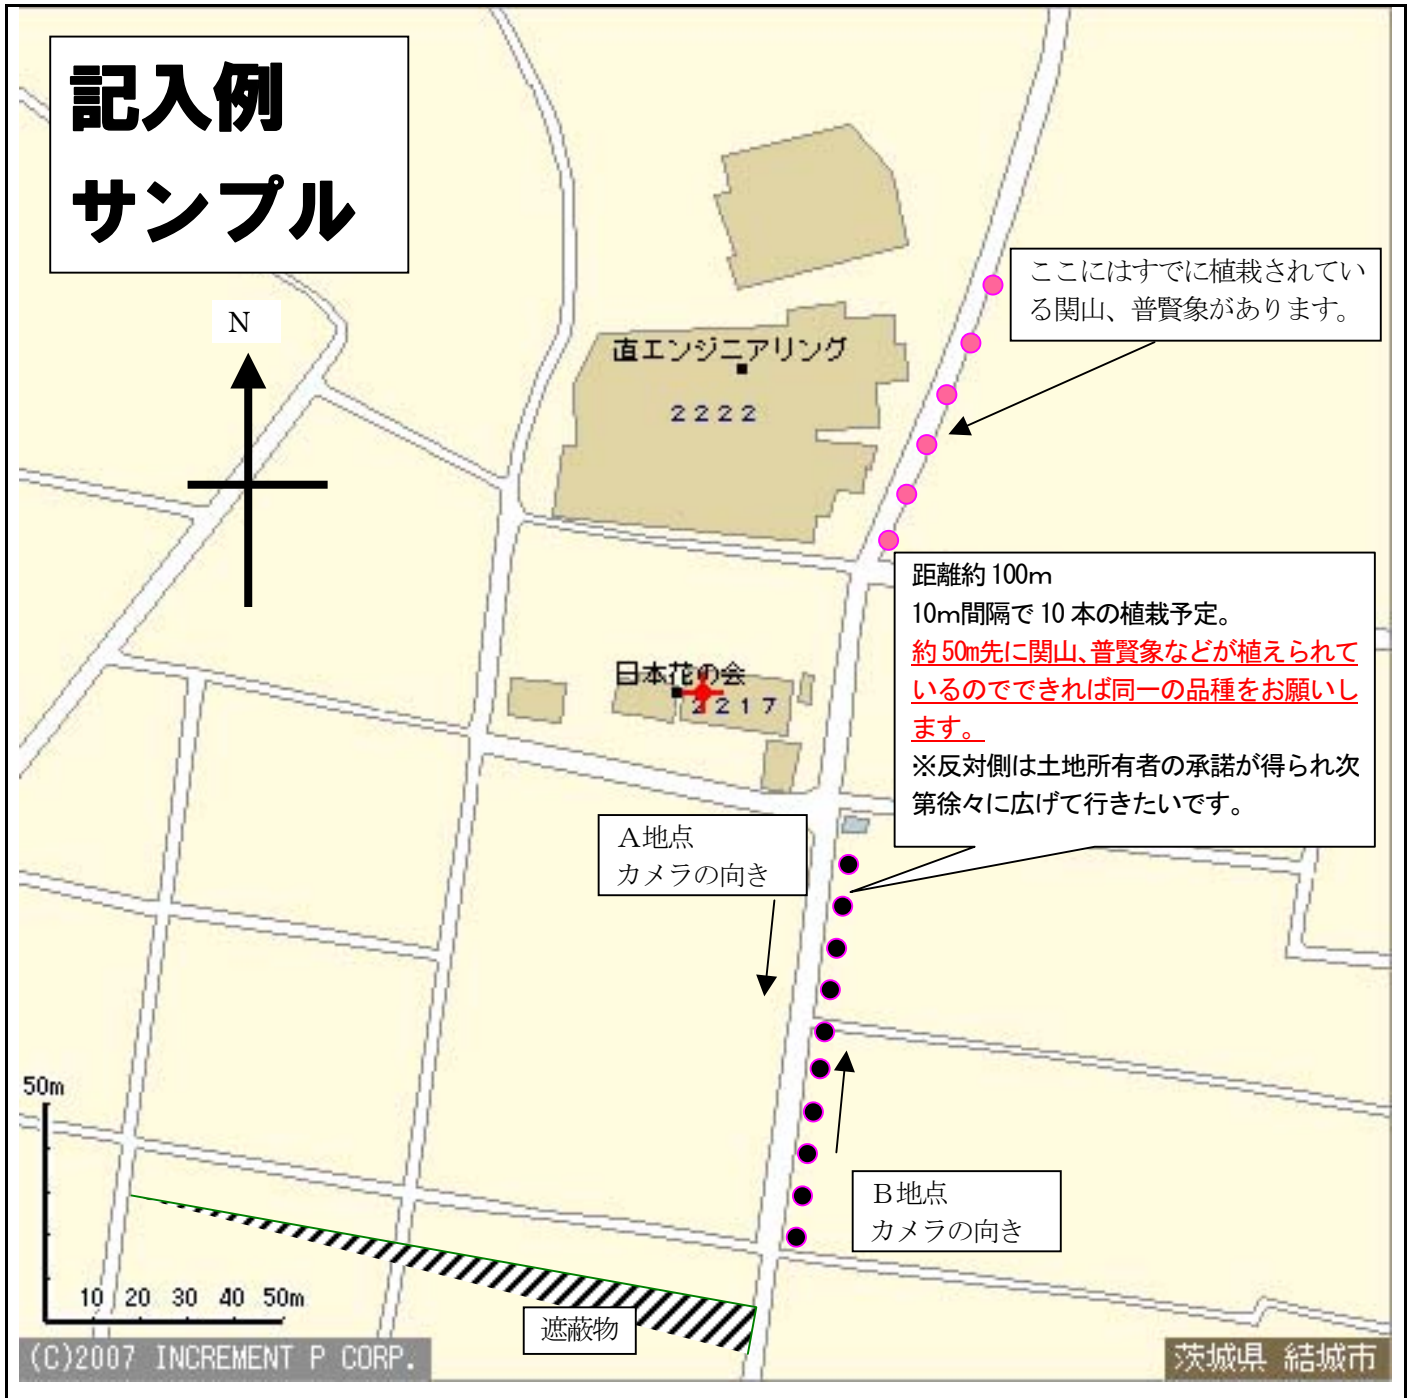 記入例
サンプル
N
ここにはすでに植栽されてい
る関山、普賢象があります。
直エンジニアリング
2222
距離約100m
10m間隔で10本の植栽予定。
約50m先に関山、普賢象などが植えられて
いるのでできれば同一の品種をお願いし
ます。
※反対側は土地所有者の承諾が得られ次
第徐々に広げて行きたいです。
日本花の会
2217
A地点
カメラの向き
B地点
カメラの向き
50m
10 20 30 40 50m
遮蔽物
(C)2007 INCREMENT P CORP.
茨城県 結城市